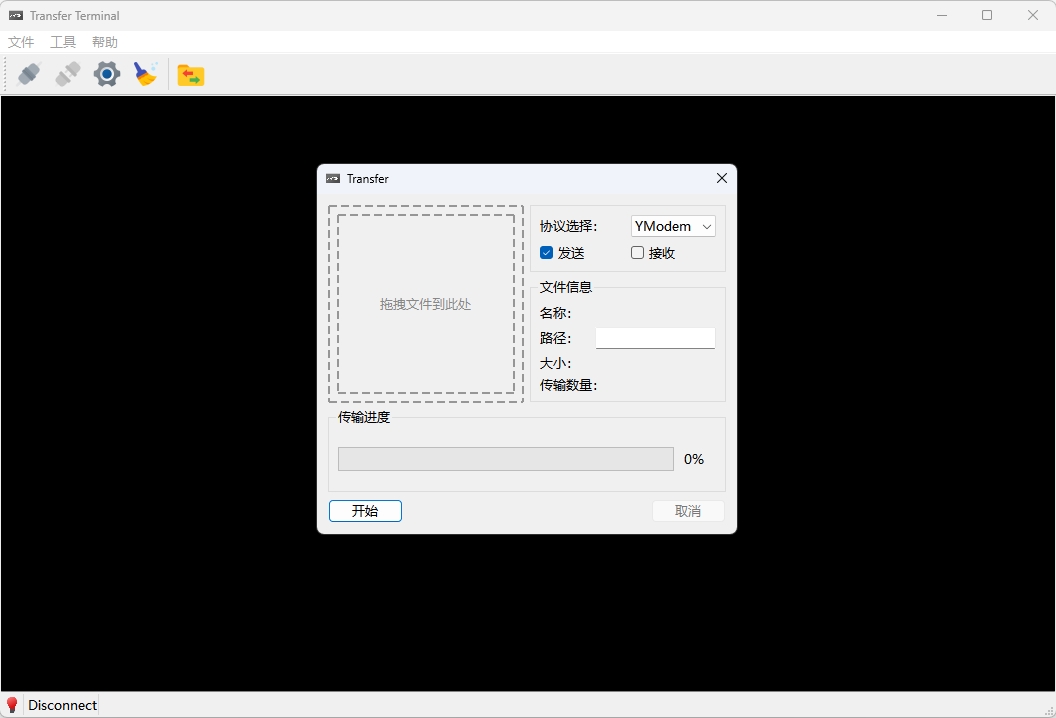 Transfer Terminal
文件 工具 帮助
Transfer
拖拽文件到此处
协议选择： YModem
发送 接收
文件信息
名称：
路径：
大小：
传输数量：
传输进度
0%
开始 取消
Disconnect